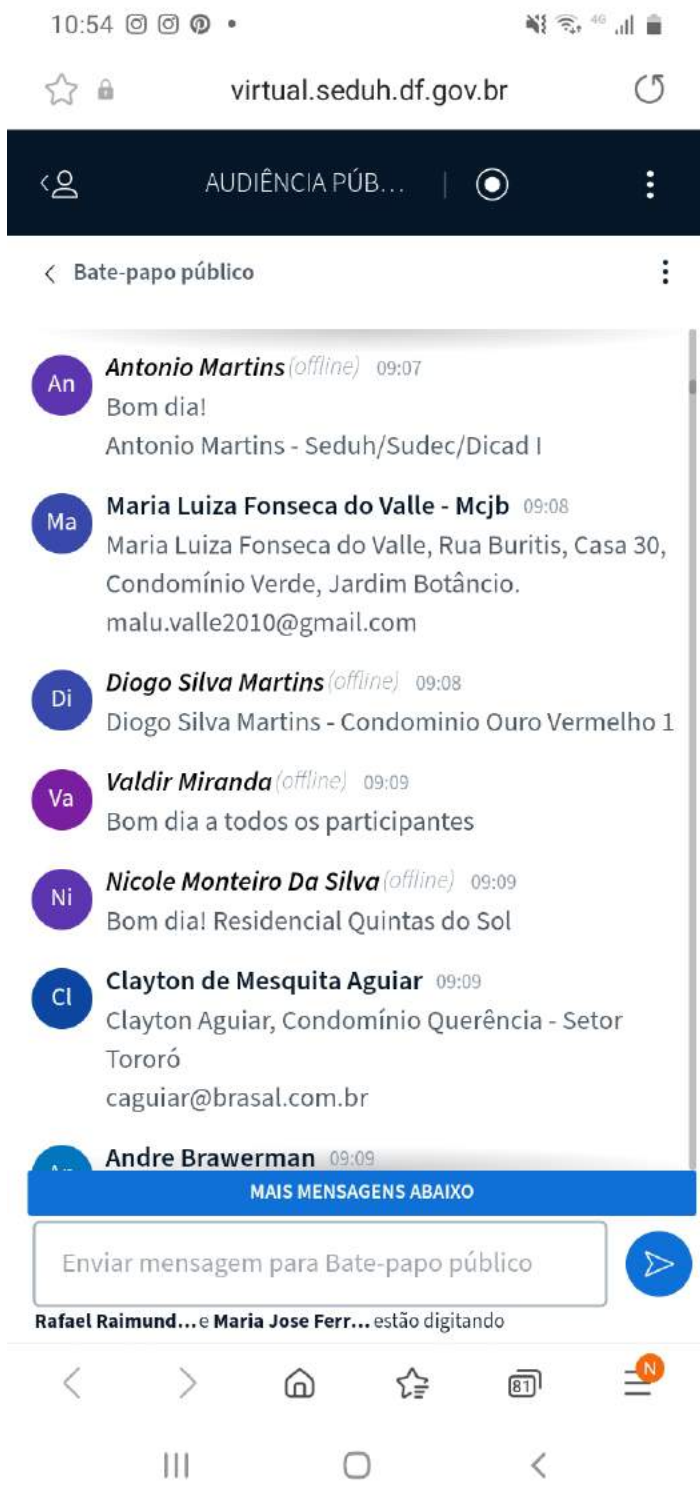 10:54
4G
virtual.seduh.df.gov.br
AUDIÊNCIA PÚB...
Bate-papo público
An
Antonio Martins (offline) 09:07
Bom dia!
Antonio Martins - Seduh/Sudec/Dicad I
Ma
Maria Luiza Fonseca do Valle - Mcjb 09:08
Maria Luiza Fonseca do Valle, Rua Buritis, Casa 30,
Condomínio Verde, Jardim Botâncio.
malu.valle2010@gmail.com
Di
Diogo Silva Martins (offline) 09:08
Diogo Silva Martins - Condominio Ouro Vermelho 1
Va
Valdir Miranda (offline) 09:09
Bom dia a todos os participantes
Ni
Nicole Monteiro Da Silva (offline) 09:09
Bom dia! Residencial Quintas do Sol
Cl
Clayton de Mesquita Aguiar 09:09
Clayton Aguiar, Condomínio Querência - Setor
Tororó
caguiar@brasal.com.br
An
Andre Brawerman 09:09
MAIS MENSAGENS ABAIXO
Enviar mensagem para Bate-papo público
Rafael Raimund... e Maria Jose Ferr... estão digitando
81
N